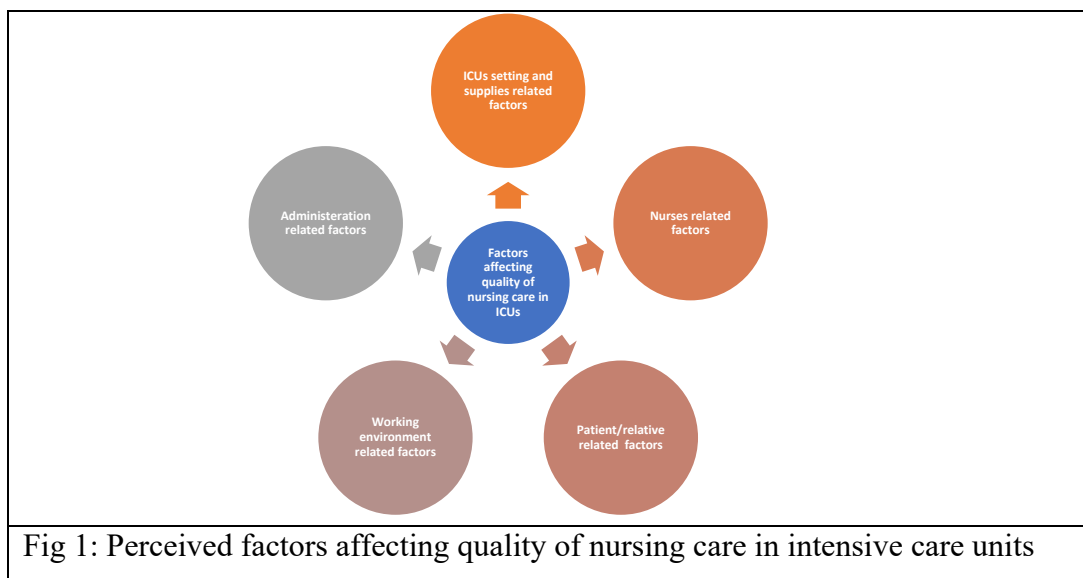 ICUs setting and
supplies related
factors
Administeration
related factors
Nurses related
factors
Factors
affecting
quality of
nursing care in
ICUs
Working
environment
related factors
Patient/relative
related factors
Fig 1: Perceived factors affecting quality of nursing care in intensive care units